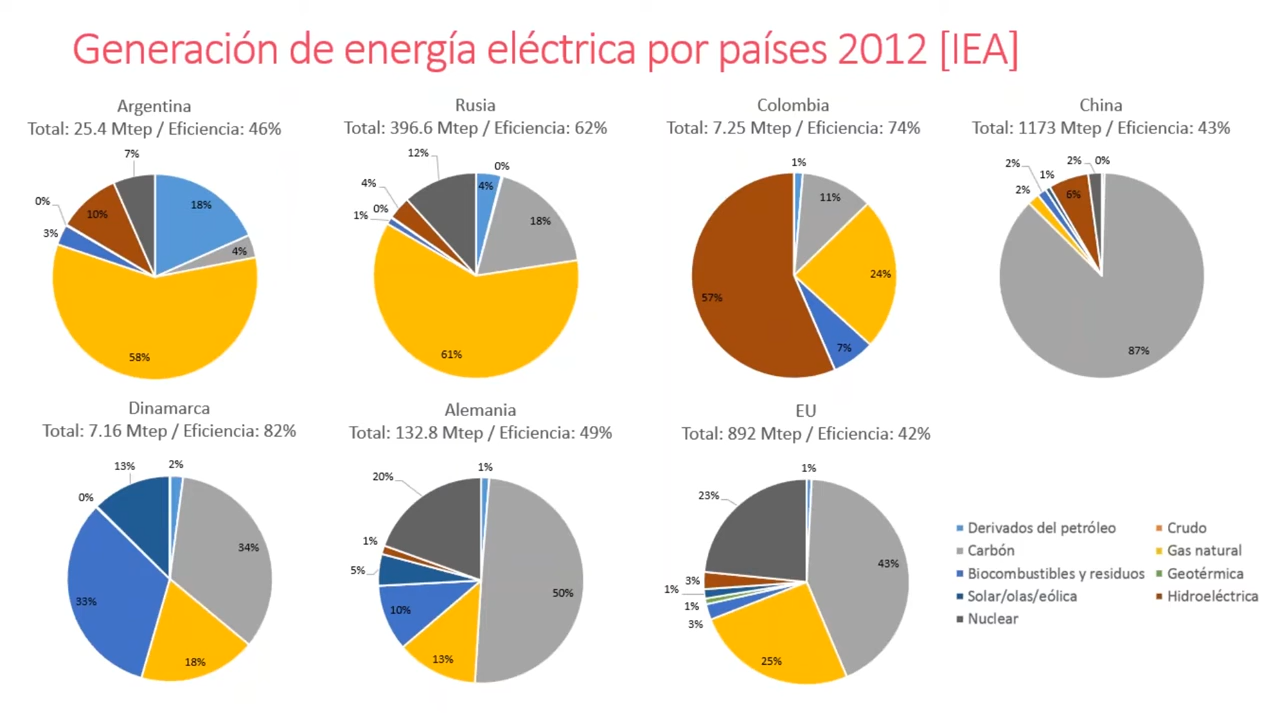 Generación de energía eléctrica por países 2012 [IEA]
Argentina
Total: 25.4 Mtep / Eficiencia: 46%
7%
18%
0%
10%
3%
4%
58%
Rusia
Total: 396.6 Mtep / Eficiencia: 62%
12%
0%
4%
4%
0%
1%
18%
61%
Colombia
Total: 7.25 Mtep / Eficiencia: 74%
1%
11%
24%
57%
7%
China
Total: 1173 Mtep / Eficiencia: 43%
2%
2%
0%
1%
2%
6%
87%
Dinamarca
Total: 7.16 Mtep / Eficiencia: 82%
13%
2%
0%
34%
33%
18%
Alemania
Total: 132.8 Mtep / Eficiencia: 49%
1%
20%
1%
5%
50%
10%
13%
EU
Total: 892 Mtep / Eficiencia: 42%
1%
23%
43%
3%
1%
1%
3%
25%
Derivados del petróleo
Crudo
Carbón
Gas natural
Biocombustibles y residuos
Geotérmica
Solar/olas/eólica
Hidroeléctrica
Nuclear